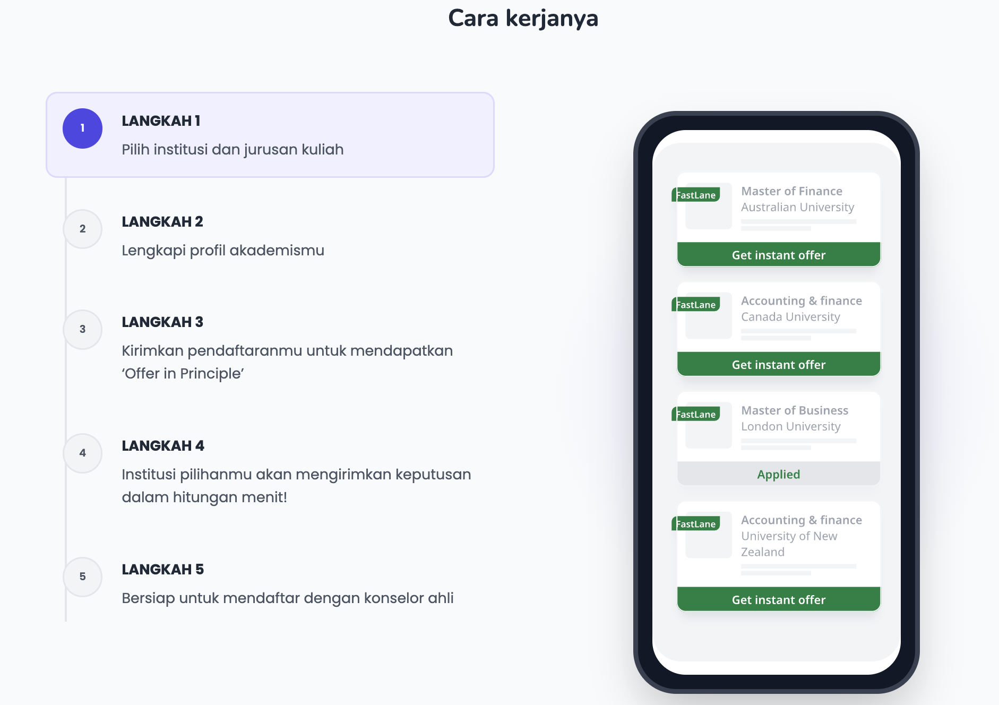 Cara kerjanya
1
LANGKAH 1
Pilih institusi dan jurusan kuliah
2
LANGKAH 2
Lengkapi profil akademismu
3
LANGKAH 3
Kirimkan pendaftaranmu untuk mendapatkan
‘Offer in Principle’
4
LANGKAH 4
Institusi pilihanmu akan mengirimkan keputusan
dalam hitungan menit!
5
LANGKAH 5
Bersiap untuk mendaftar dengan konselor ahli
FastLane
Master of Finance
Australian University
Get instant offer
FastLane
Accounting & finance
Canada University
Get instant offer
FastLane
Master of Business
London University
Applied
FastLane
Accounting & finance
University of New
Zealand
Get instant offer